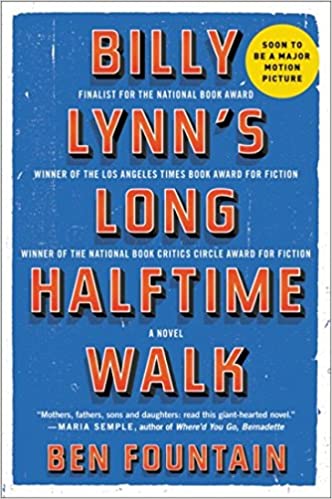 BILLY
SOON TO
BE A MAJOR
MOTION
PICTURE
FINALIST FOR THE NATIONAL BOOK AWARD
LYNN'S
WINNER OF THE LOS ANGELES TIMES BOOK AWARD FOR FICTION
LONG
WINNER OF THE NATIONAL BOOK CRITICS CIRCLE AWARD FOR FICTION
HALFTIME
A NOVEL
WALK
"Mothers, fathers, sons and daughters: read this giant-hearted novel."
—MARIA SEMPLE, author of Where'd You Go, Bernadette
BEN FOUNTAIN